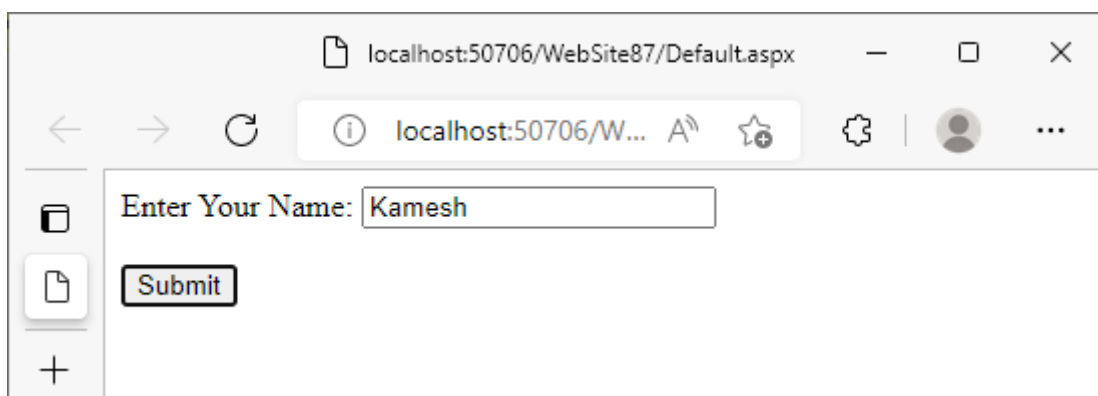 localhost:50706/WebSite87/Default.aspx
localhost:50706/W...
Enter Your Name: Kamesh
Submit